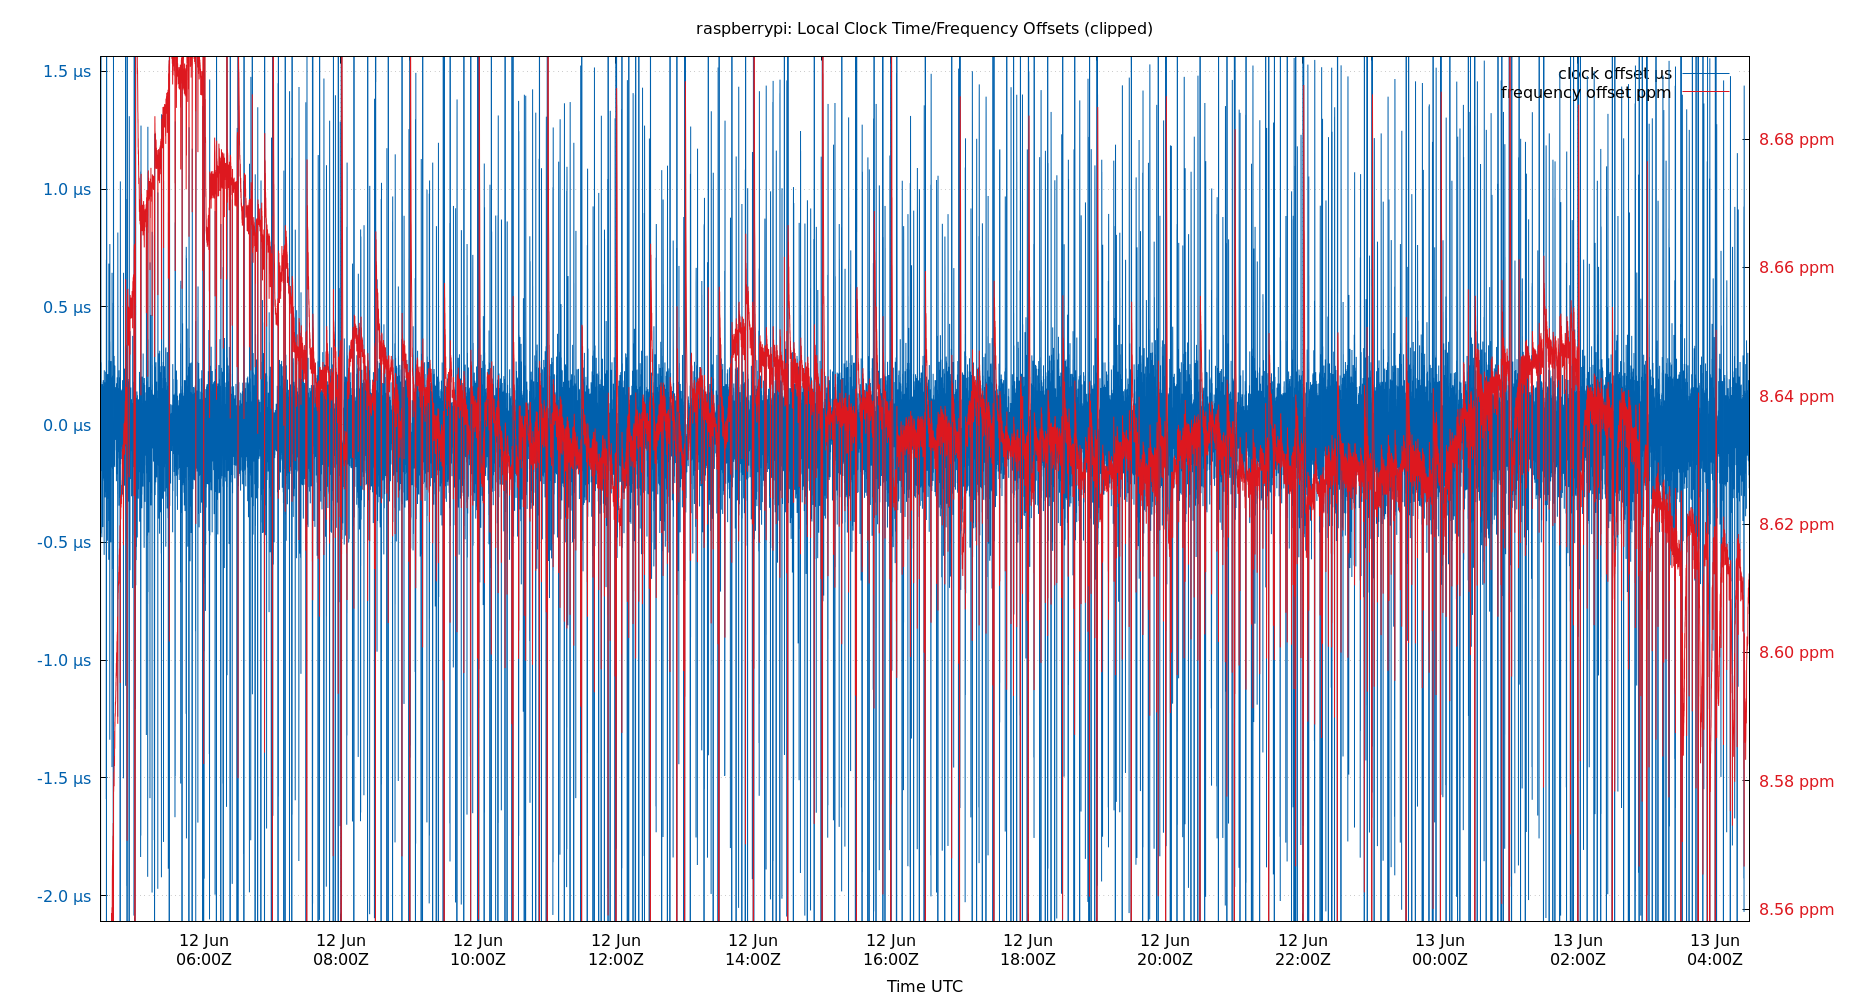 raspberrypi: Local Clock Time/Frequency Offsets (clipped)
clock offset µs
frequency offset ppm
1.5 µs
1.0 µs
0.5 µs
0.0 µs
-0.5 µs
-1.0 µs
-1.5 µs
-2.0 µs
8.68 ppm
8.66 ppm
8.64 ppm
8.62 ppm
8.60 ppm
8.58 ppm
8.56 ppm
12 Jun 12 Jun 12 Jun 12 Jun 12 Jun 12 Jun 12 Jun 12 Jun 12 Jun 13 Jun 13 Jun 13 Jun
06:00Z 08:00Z 10:00Z 12:00Z 14:00Z 16:00Z 18:00Z 20:00Z 22:00Z 00:00Z 02:00Z 04:00Z
Time UTC